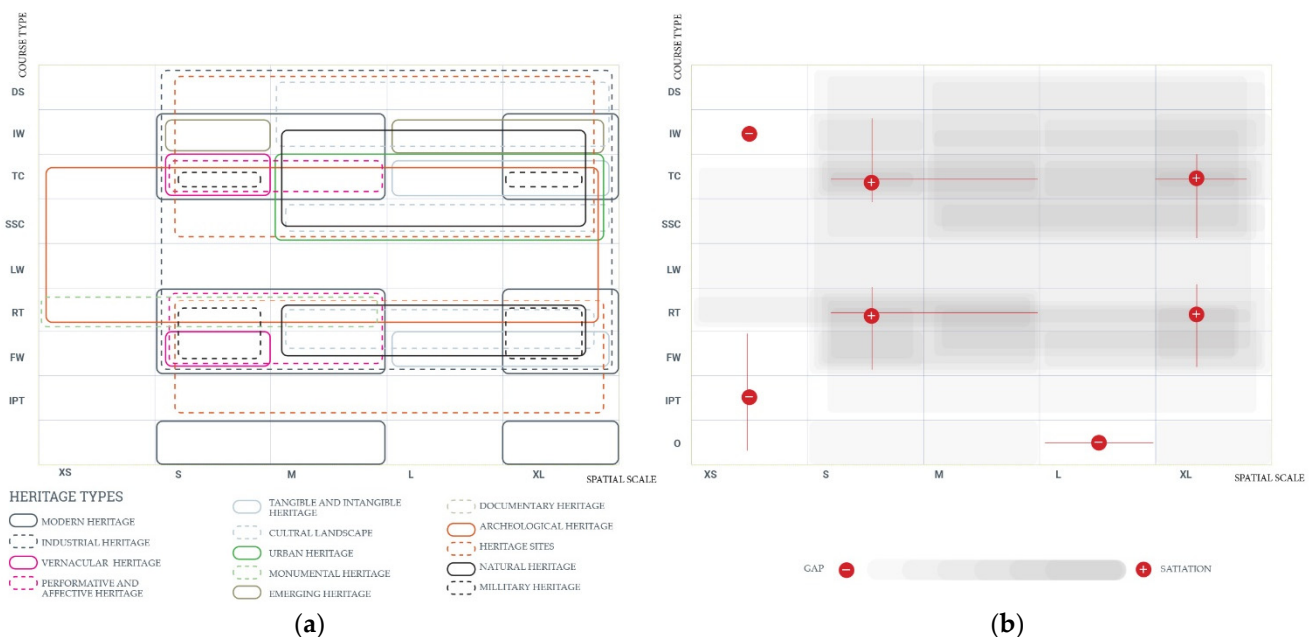 COURSE TYPE
DS
IW
TC
SSC
LW
RT
FW
IPT
XS
S
M
L
XL
SPATIAL SCALE
HERITAGE TYPES
MODERN HERITAGE
INDUSTRIAL HERITAGE
VERNACULAR HERITAGE
PERFORMATIVE AND
AFFECTIVE HERITAGE
TANGIBLE AND INTANGIBLE
HERITAGE
CULTRAL LANDSCAPE
URBAN HERITAGE
MONUMENTAL HERITAGE
EMERGING HERITAGE
DOCUMENTARY HERITAGE
ARCHEOLOGICAL HERITAGE
HERITAGE SITES
NATURAL HERITAGE
MILLITARY HERITAGE
(a)
COURSE TYPE
DS
IW
TC
SSC
LW
RT
FW
IPT
O
XS
S
M
L
XL
SPATIAL SCALE
GAP
SATIATION
(b)